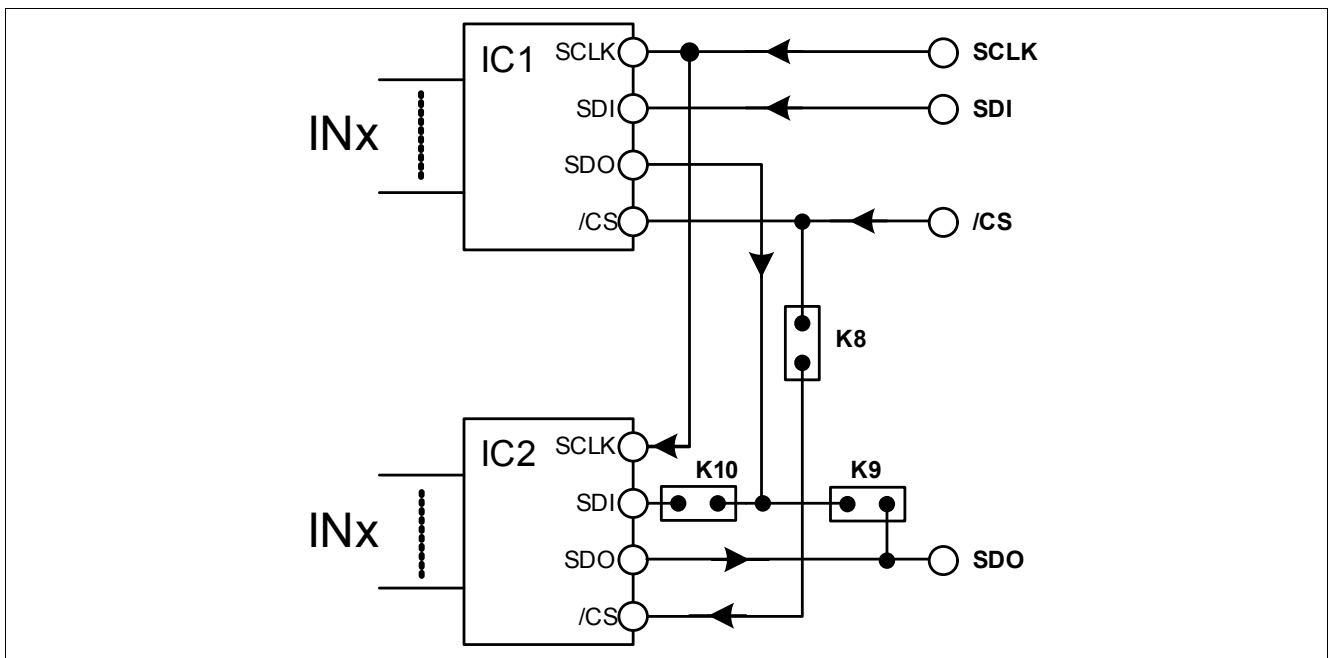 IC1
SCLK
SCLK
SDI
SDI
INx
SDO
/CS
/CS
K8
IC2
SCLK
K10
K9
SDI
INx
SDO
SDO
/CS